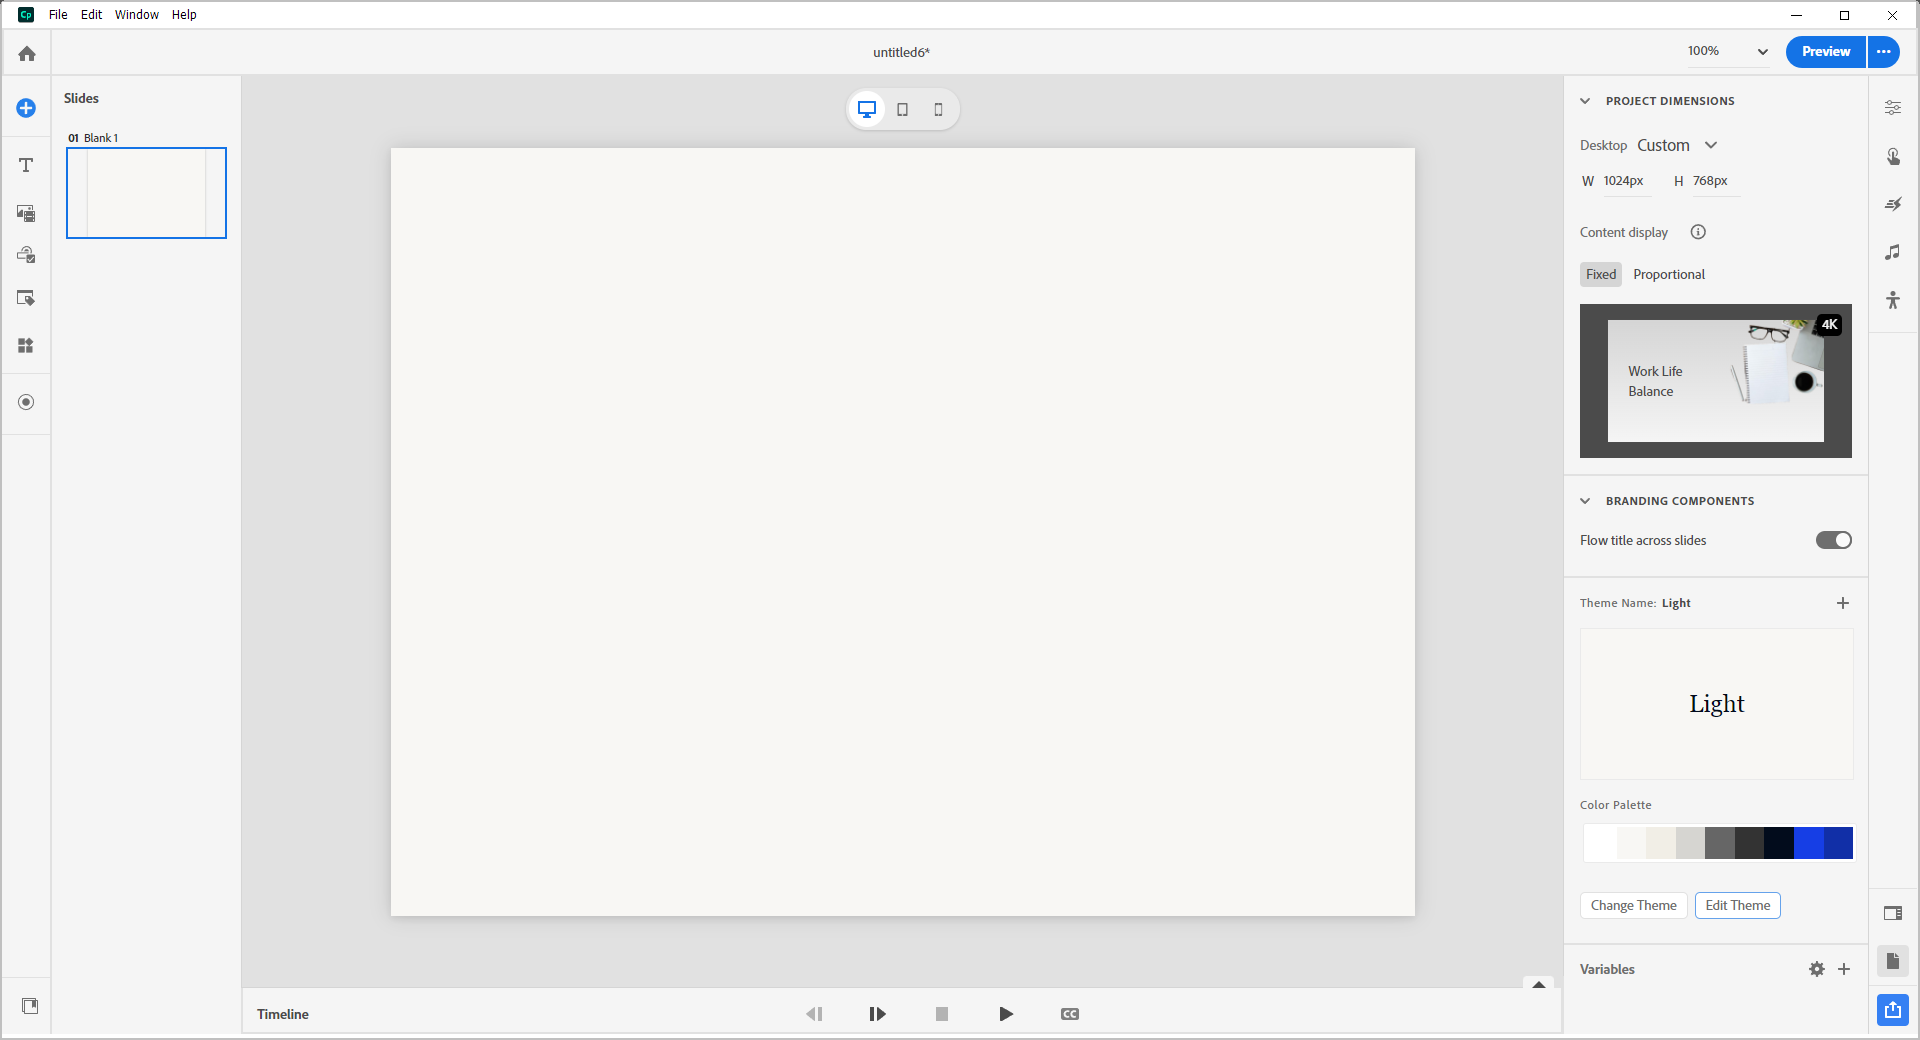 Cp File Edit Window Help
untitled6*
100%
Preview
Slides
01 Blank 1
PROJECT DIMENSIONS
Desktop Custom
W 1024px H 768px
Content display
Fixed Proportional
4K
Work Life
Balance
BRANDING COMPONENTS
Flow title across slides
Theme Name: Light
Light
Color Palette
Change Theme Edit Theme
Variables
Timeline
CC